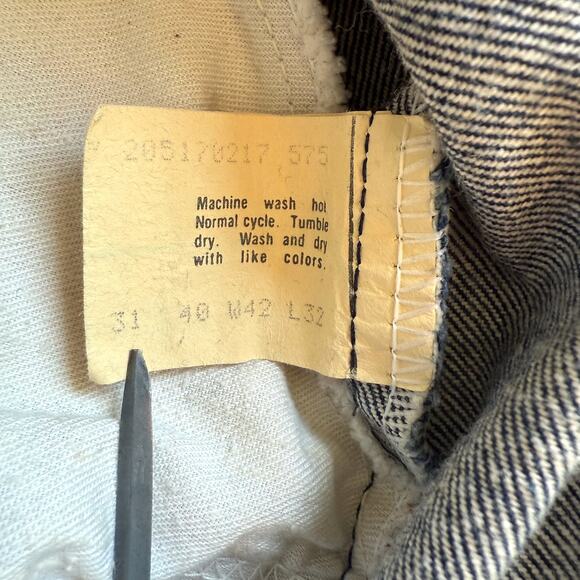 205170217 575
Machine wash hot
Normal cycle. Tumble
dry. Wash and dry
with like colors.
31 40 W42 L32